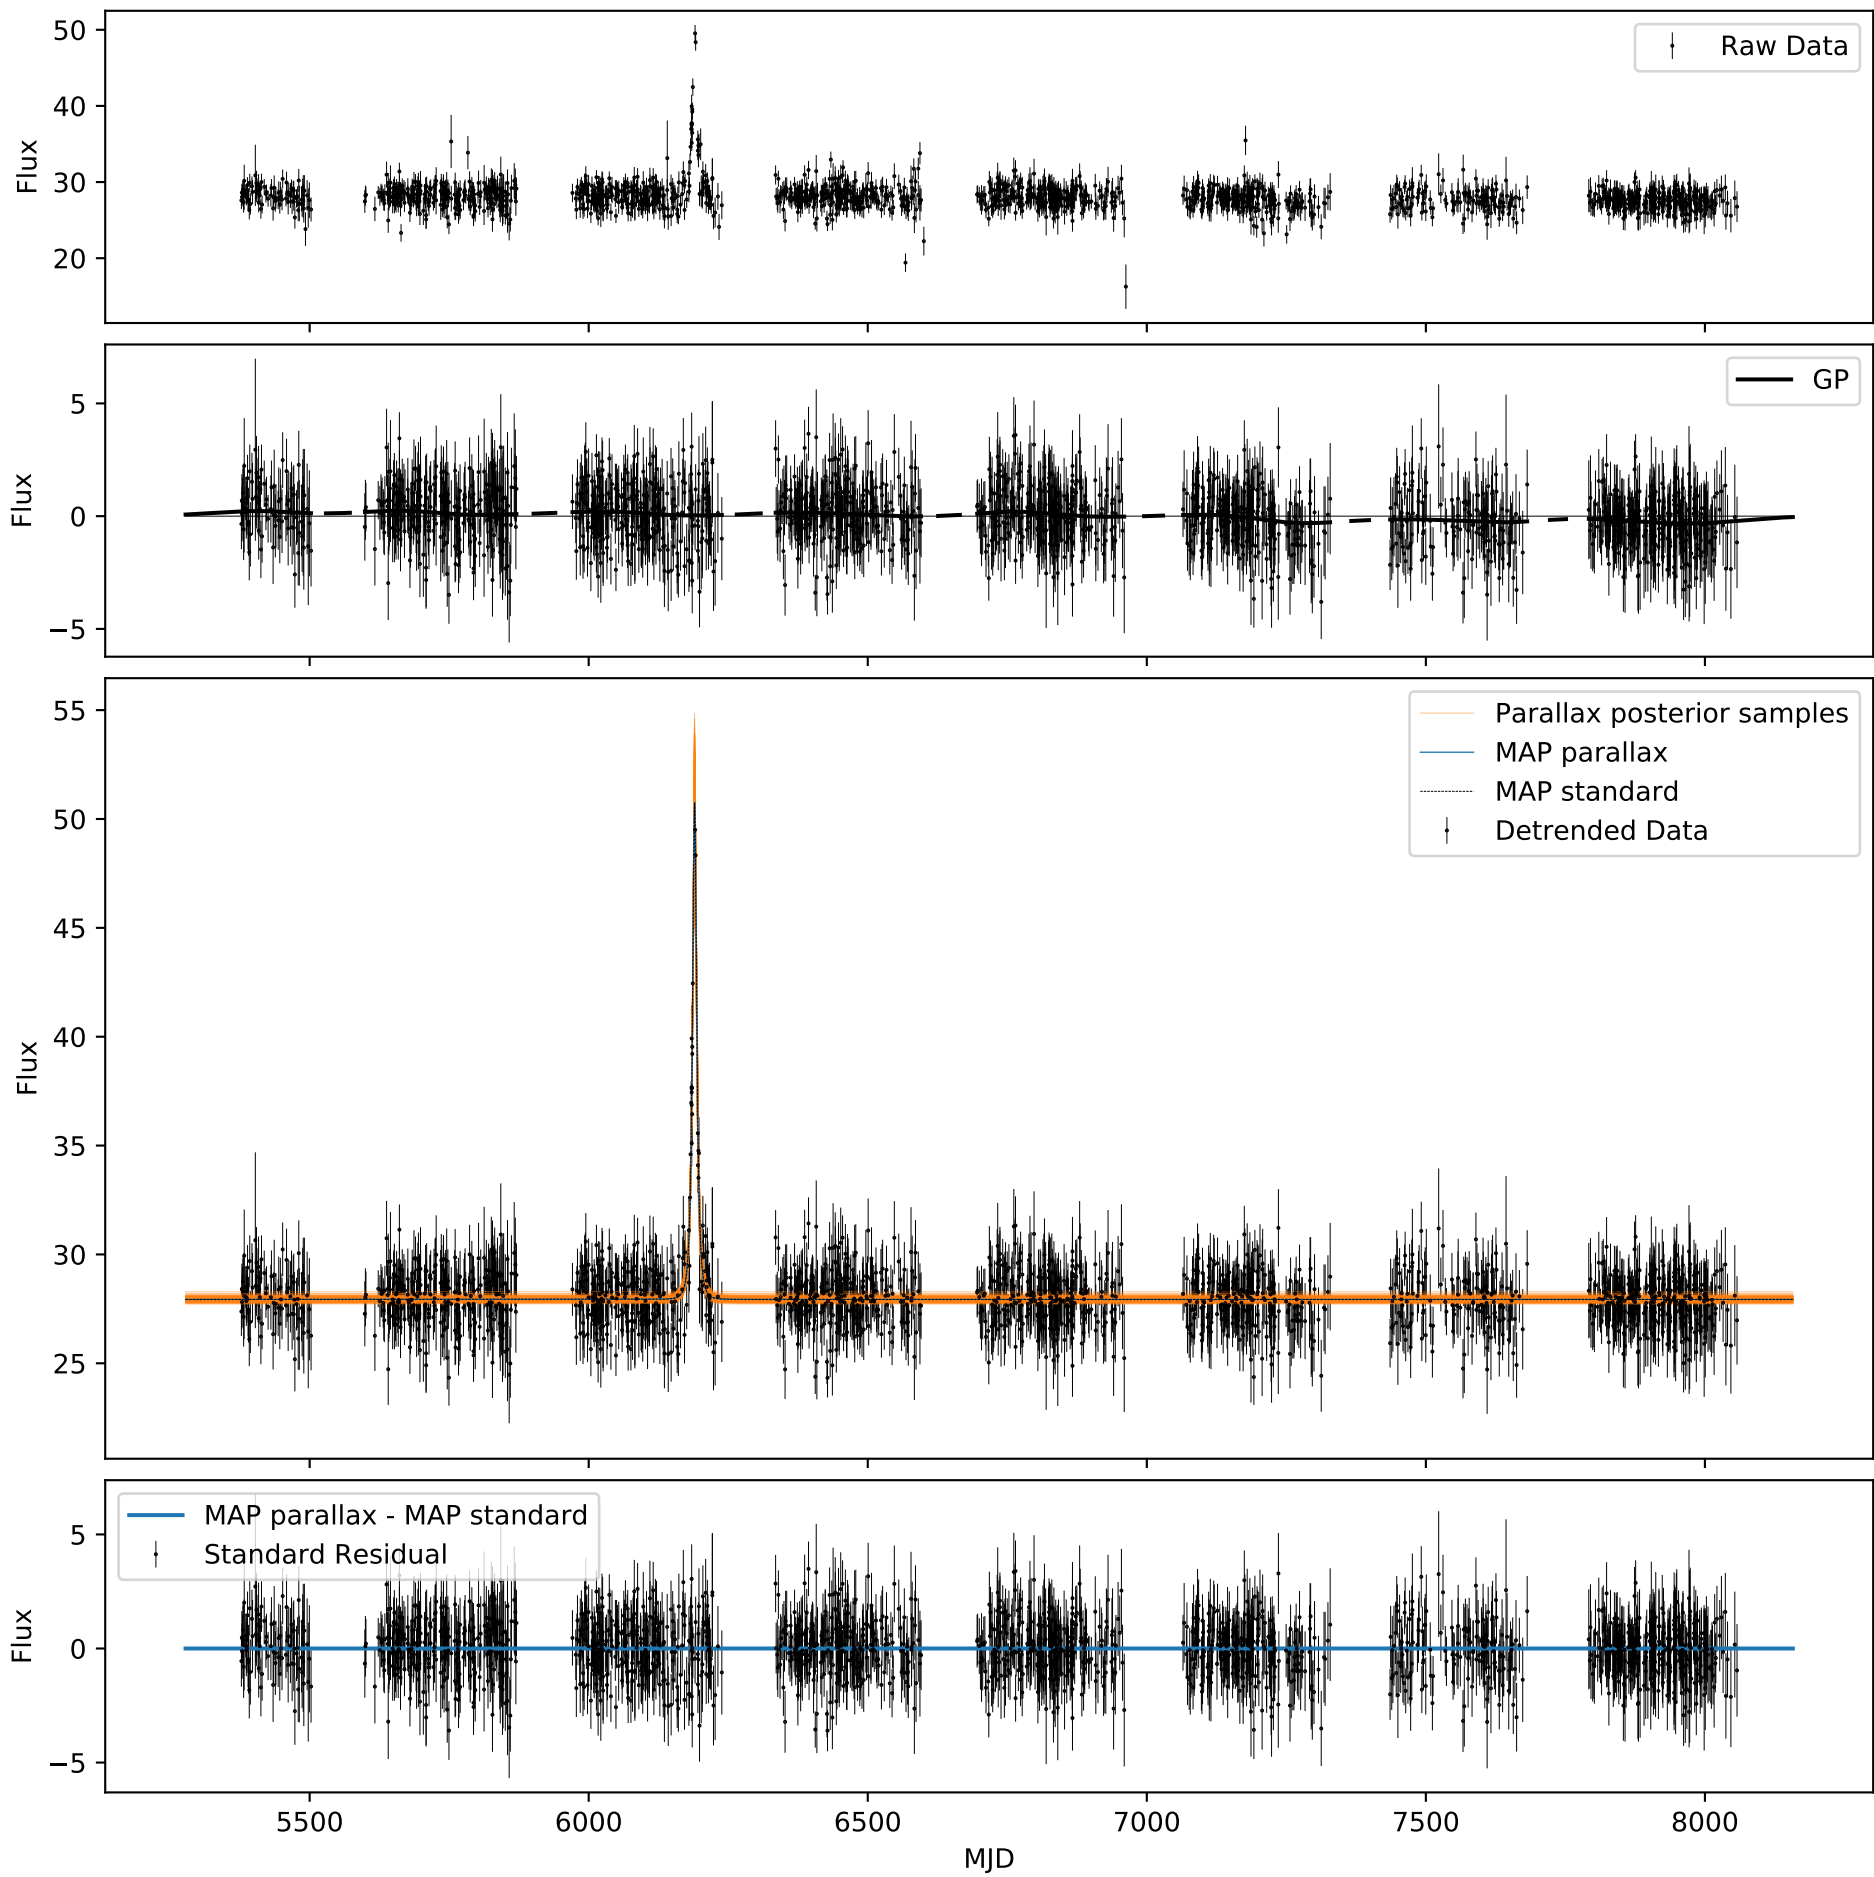 50
40
30
20
Flux
Raw Data
5
0
−5
Flux
GP
55
50
45
40
35
30
25
Flux
Parallax posterior samples
MAP parallax
MAP standard
Detrended Data
5
0
−5
Flux
MAP parallax - MAP standard
Standard Residual
5500 6000 6500 7000 7500 8000
MJD